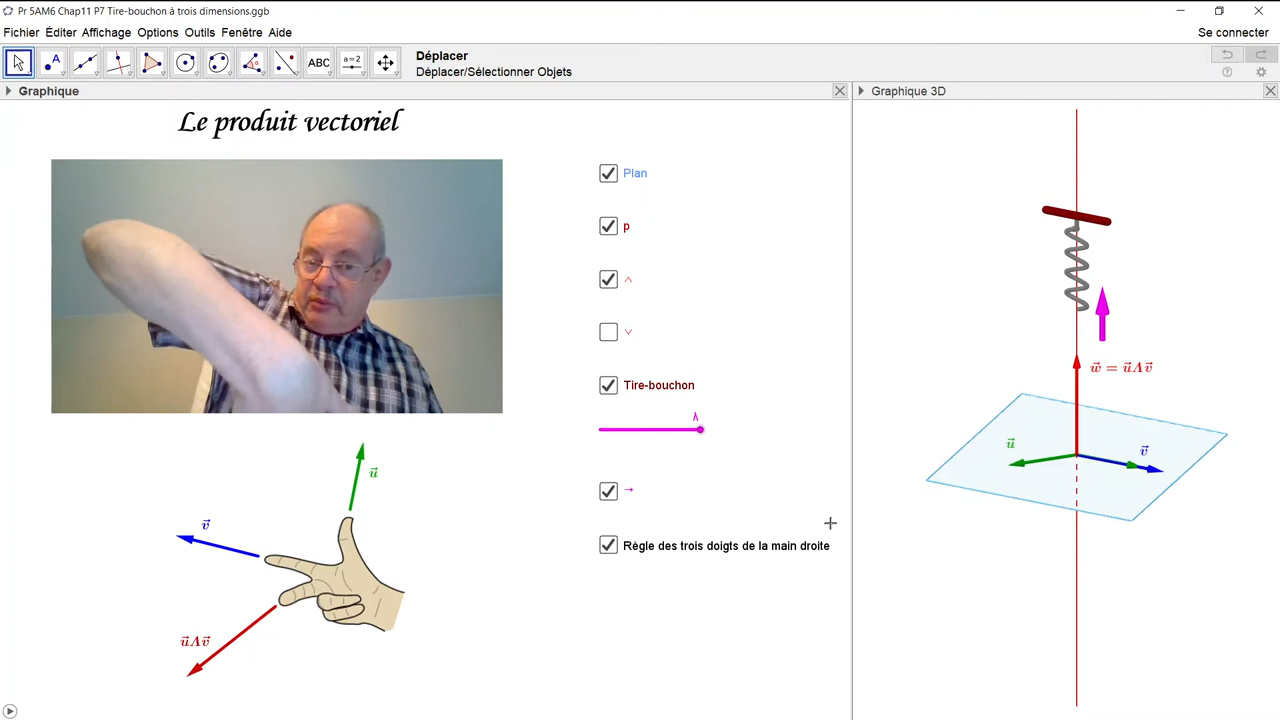 Pr 5AM6 Chap11 P7 Tire-bouchon à trois dimensions.ggb
Fichier Éditer Affichage Options Outils Fenêtre Aide
Se connecter
ABC
a=2
Déplacer
Déplacer/Sélectionner Objets
Graphique
Graphique 3D
Le produit vectoriel
Plan
p
^
v
Tire-bouchon
λ
→
Règle des trois doigts de la main droite
u⃗
v⃗
u⃗Λv⃗
w⃗ = u⃗Λv⃗
u⃗
v⃗